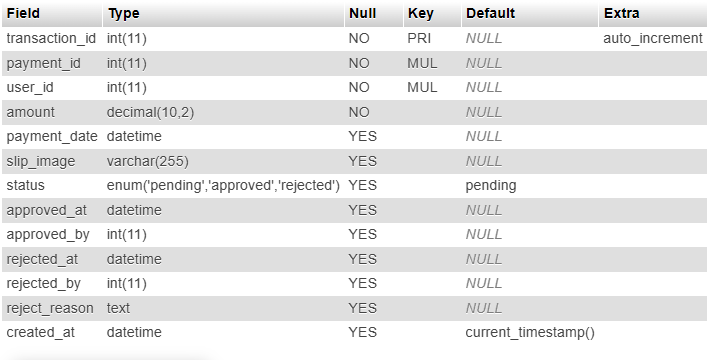 Field Type Null Key Default Extra
transaction_id int(11) NO PRI NULL auto_increment
payment_id int(11) NO MUL NULL
user_id int(11) NO MUL NULL
amount decimal(10,2) NO NULL
payment_date datetime YES NULL
slip_image varchar(255) YES NULL
status enum('pending','approved','rejected') YES pending
approved_at datetime YES NULL
approved_by int(11) YES NULL
rejected_at datetime YES NULL
rejected_by int(11) YES NULL
reject_reason text YES NULL
created_at datetime YES current_timestamp()